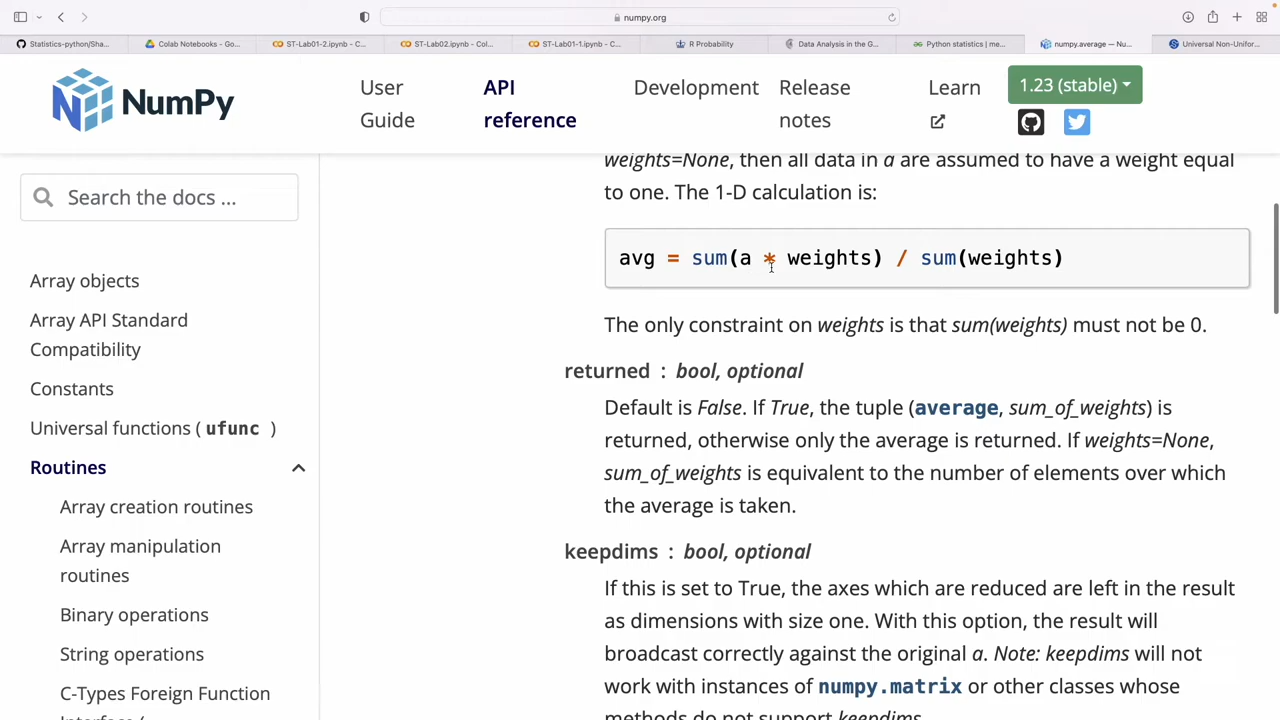 numpy.org
Statistics-python/Sha...
Colab Notebooks - Go...
ST-Lab01-2.ipynb - C...
ST-Lab02.ipynb - Col...
ST-Lab01-1.ipynb - C...
R Probability
Data Analysis in the G...
Python statistics | me...
numpy.average — Nu...
Universal Non-Unifor...
NumPy
User Guide
API reference
Development
Release notes
Learn
1.23 (stable)
Search the docs ...
Array objects
Array API Standard
Compatibility
Constants
Universal functions ( ufunc )
Routines
Array creation routines
Array manipulation
routines
Binary operations
String operations
C-Types Foreign Function
Interface (
weights=None, then all data in a are assumed to have a weight equal
to one. The 1-D calculation is:
avg = sum(a * weights) / sum(weights)
The only constraint on weights is that sum(weights) must not be 0.
returned : bool, optional
Default is False. If True, the tuple (average, sum_of_weights) is
returned, otherwise only the average is returned. If weights=None,
sum_of_weights is equivalent to the number of elements over which
the average is taken.
keepdims : bool, optional
If this is set to True, the axes which are reduced are left in the result
as dimensions with size one. With this option, the result will
broadcast correctly against the original a. Note: keepdims will not
work with instances of numpy.matrix or other classes whose
methods do not support keepdims.